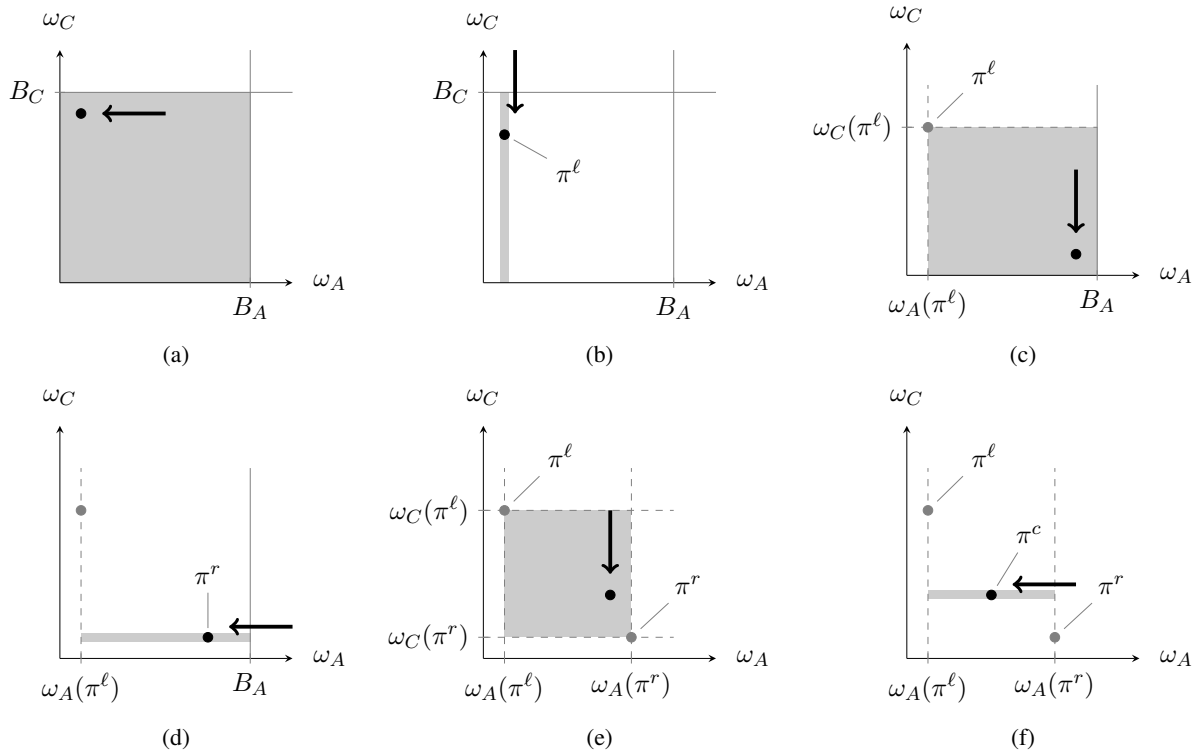 ω_C
B_C
ω_A
B_A
(a)
ω_C
B_C
π^ℓ
ω_A
B_A
(b)
ω_C
π^ℓ
ω_C(π^ℓ)
ω_A
ω_A(π^ℓ)
B_A
(c)
ω_C
π^r
ω_A
ω_A(π^ℓ)
B_A
(d)
ω_C
π^ℓ
ω_C(π^ℓ)
π^r
ω_C(π^r)
ω_A
ω_A(π^ℓ)
ω_A(π^r)
(e)
ω_C
π^ℓ
π^c
π^r
ω_A
ω_A(π^ℓ)
ω_A(π^r)
(f)